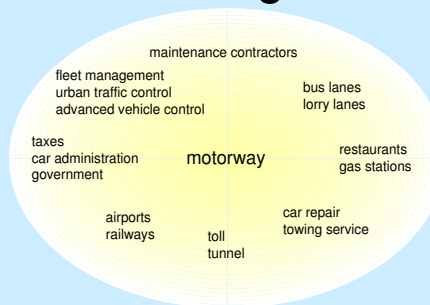 maintenance contractors
fleet management
urban traffic control
advanced vehicle control
bus lanes
lorry lanes
taxes
car administration
government
motorway
restaurants
gas stations
airports
railways
toll
tunnel
car repair
towing service